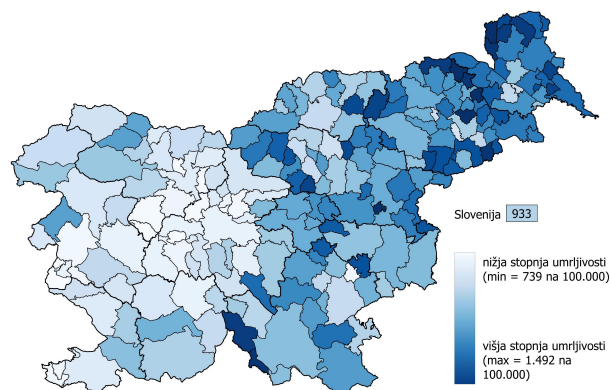 Slovenija 933
nižja stopnja umrljivosti
(min = 739 na 100.000)
višja stopnja umrljivosti
(max = 1.492 na
100.000)